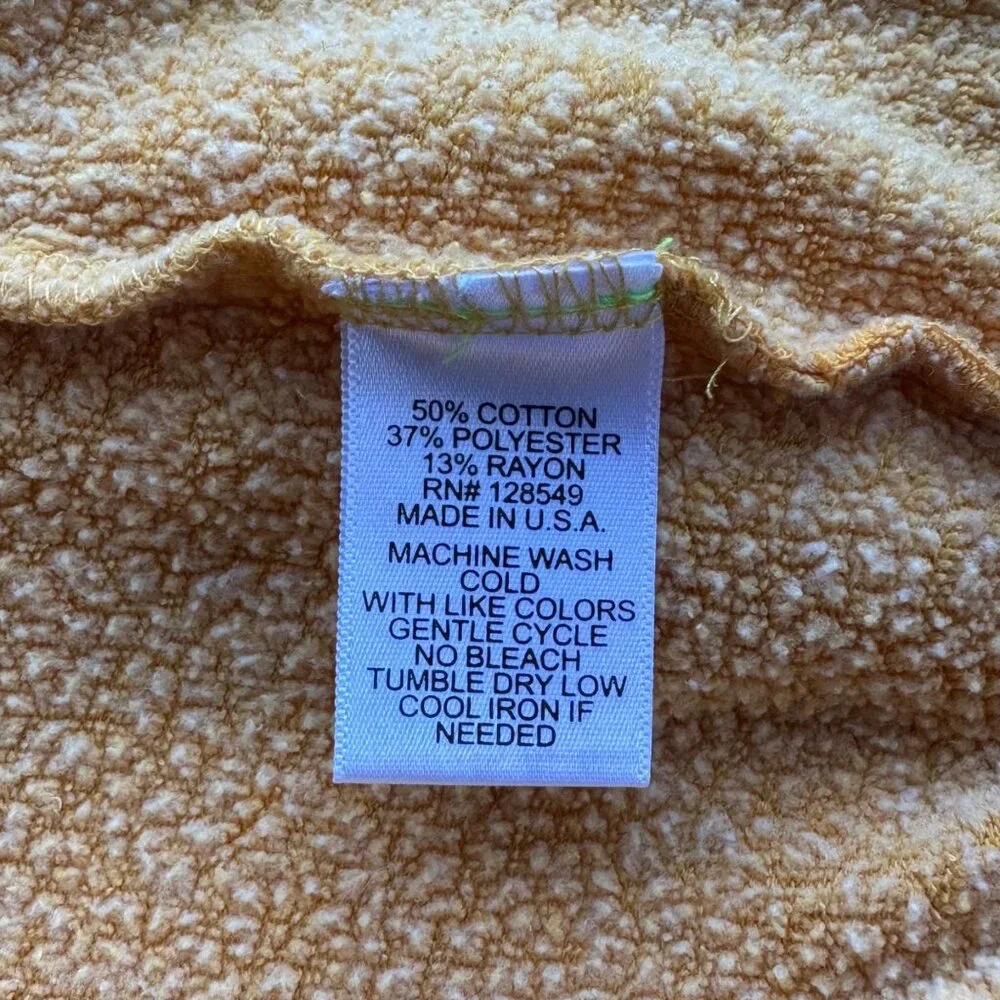 50% COTTON
37% POLYESTER
13% RAYON
RN# 128549
MADE IN U.S.A.
MACHINE WASH
COLD
WITH LIKE COLORS
GENTLE CYCLE
NO BLEACH
TUMBLE DRY LOW
COOL IRON IF
NEEDED